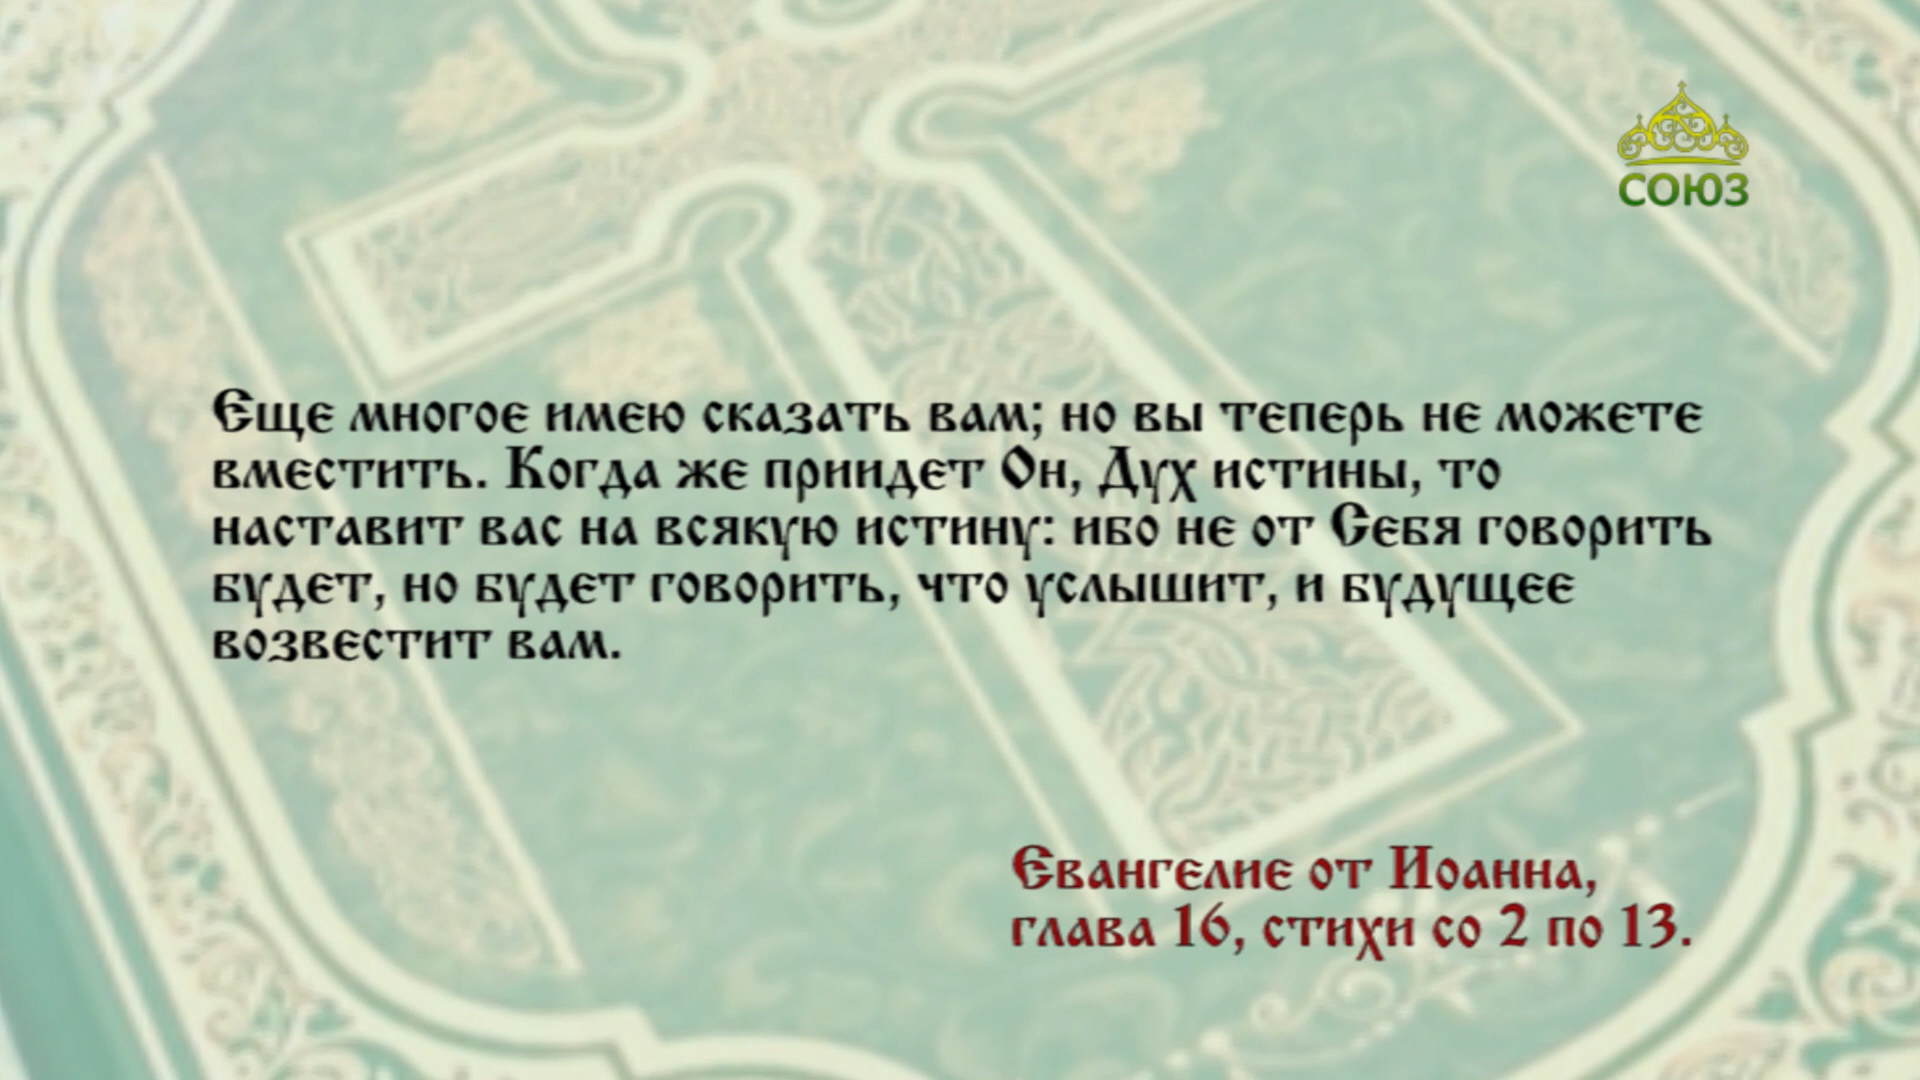 СОЮЗ
Еще многое имею сказать вам; но вы теперь не можете
вместить. Когда же приидет Он, Дух истины, то
наставит вас на всякую истину: ибо не от Себя говорить
будет, но будет говорить, что услышит, и будущее
возвестит вам.
Евангелие от Иоанна,
глава 16, стихи со 2 по 13.